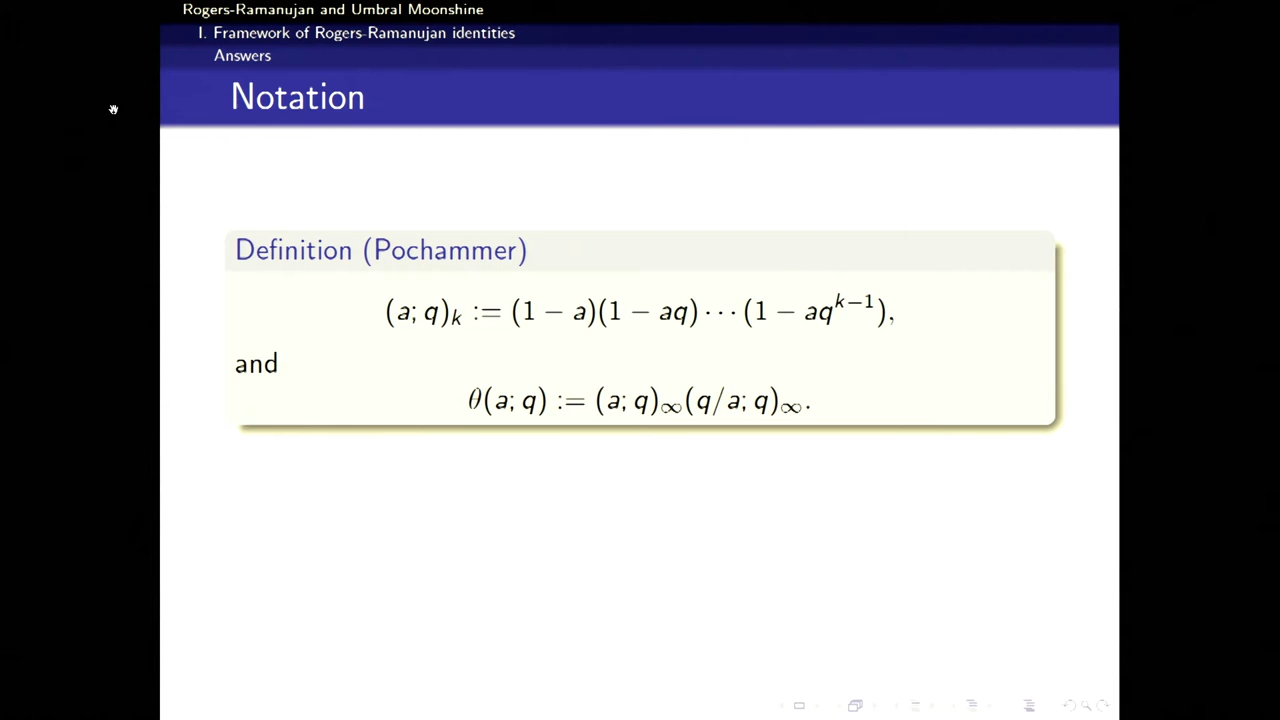 Rogers-Ramanujan and Umbral Moonshine
I. Framework of Rogers-Ramanujan identities
Answers
Notation
Definition (Pochammer)
(a; q)_k := (1 − a)(1 − aq) · · · (1 − aq^{k−1}),
and
θ(a; q) := (a; q)_∞(q/a; q)_∞.